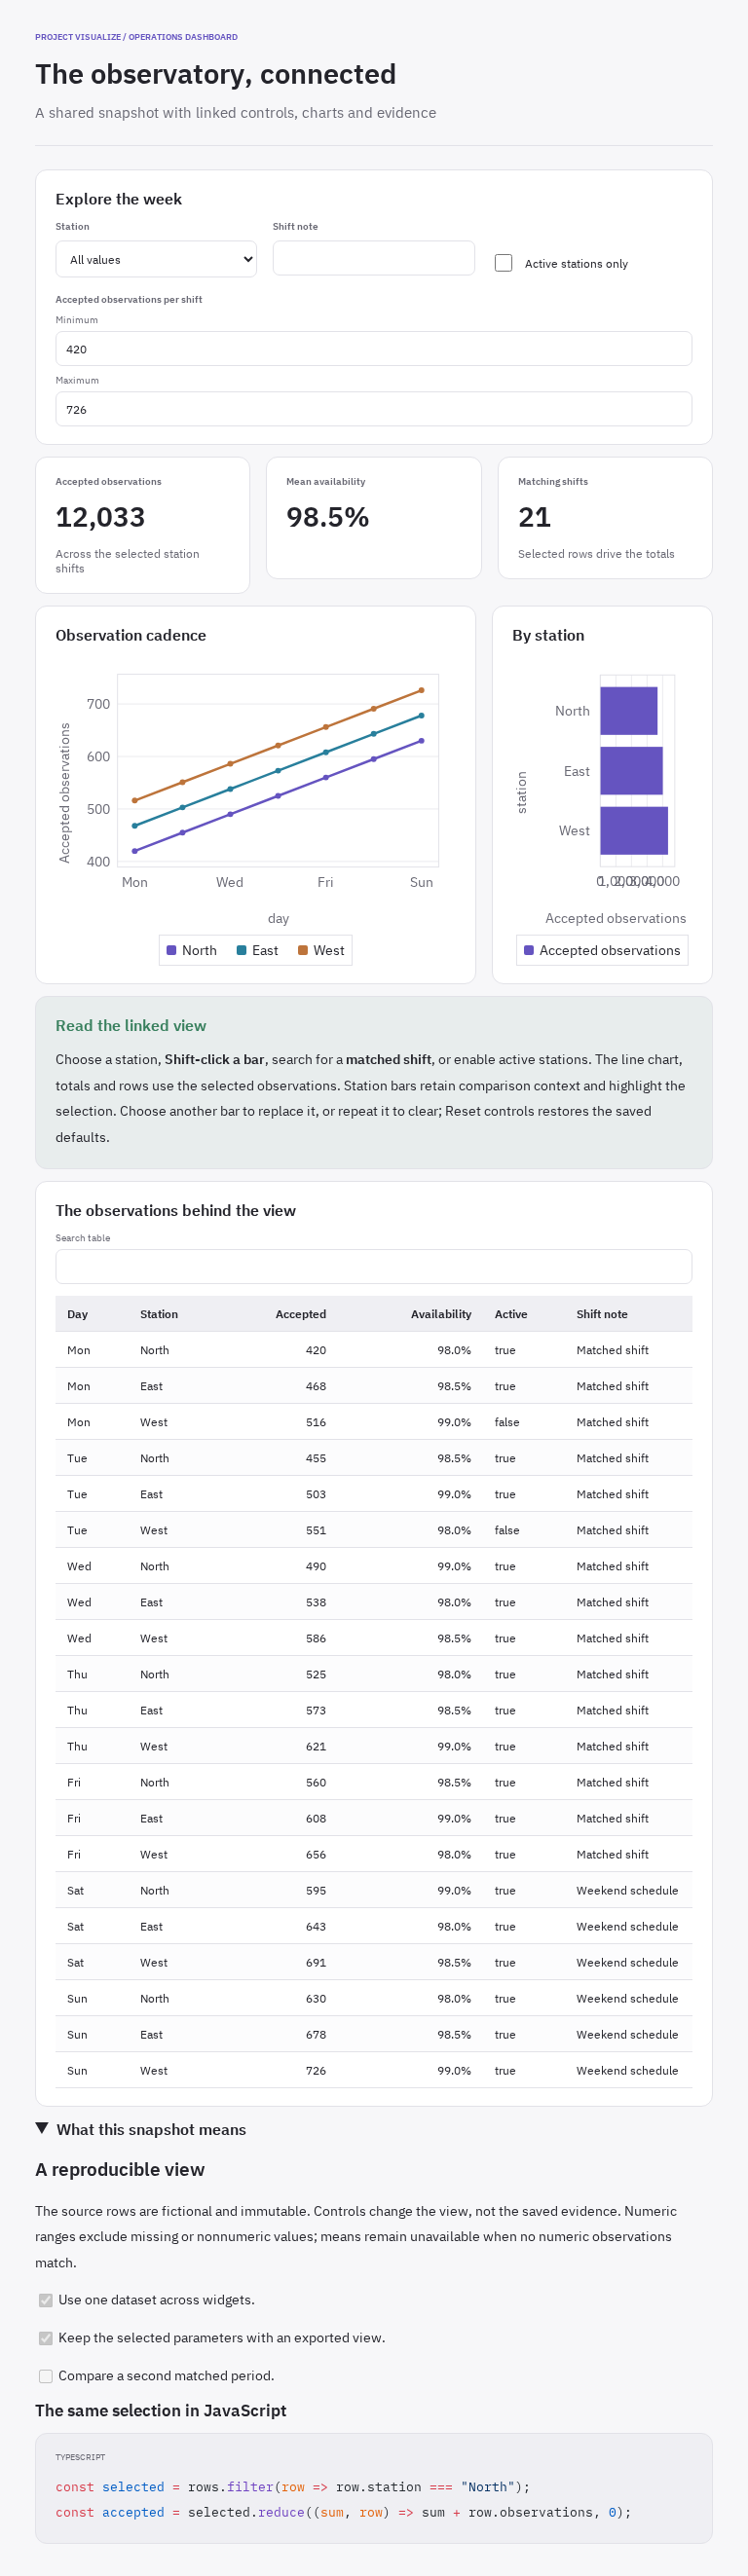 PROJECT VISUALIZE / OPERATIONS DASHBOARD
The observatory, connected
A shared snapshot with linked controls, charts and evidence
Explore the week
Station
Shift note
All values
Active stations only
Accepted observations per shift
Minimum
420
Maximum
726
Accepted observations
12,033
Across the selected station
shifts
Mean availability
98.5%
Matching shifts
21
Selected rows drive the totals
Observation cadence
Accepted observations
700
600
500
400
Mon Wed Fri Sun
day
North East West
By station
station
North
East
West
Accepted observations
Accepted observations
Read the linked view
Choose a station, Shift-click a bar, search for a matched shift, or enable active stations. The line chart,
totals and rows use the selected observations. Station bars retain comparison context and highlight the
selection. Choose another bar to replace it, or repeat it to clear; Reset controls restores the saved
defaults.
The observations behind the view
Search table
Day Station Accepted Availability Active Shift note
Mon North 420 98.0% true Matched shift
Mon East 468 98.5% true Matched shift
Mon West 516 99.0% false Matched shift
Tue North 455 98.5% true Matched shift
Tue East 503 99.0% true Matched shift
Tue West 551 98.0% false Matched shift
Wed North 490 99.0% true Matched shift
Wed East 538 98.0% true Matched shift
Wed West 586 98.5% true Matched shift
Thu North 525 98.0% true Matched shift
Thu East 573 98.5% true Matched shift
Thu West 621 99.0% true Matched shift
Fri North 560 98.5% true Matched shift
Fri East 608 99.0% true Matched shift
Fri West 656 98.0% true Matched shift
Sat North 595 99.0% true Weekend schedule
Sat East 643 98.0% true Weekend schedule
Sat West 691 98.5% true Weekend schedule
Sun North 630 98.0% true Weekend schedule
Sun East 678 98.5% true Weekend schedule
Sun West 726 99.0% true Weekend schedule
What this snapshot means
A reproducible view
The source rows are fictional and immutable. Controls change the view, not the saved evidence. Numeric
ranges exclude missing or nonnumeric values; means remain unavailable when no numeric observations
match.
Use one dataset across widgets.
Keep the selected parameters with an exported view.
Compare a second matched period.
The same selection in JavaScript
TYPESCRIPT
const selected = rows.filter(row => row.station === "North");
const accepted = selected.reduce((sum, row) => sum + row.observations, 0);